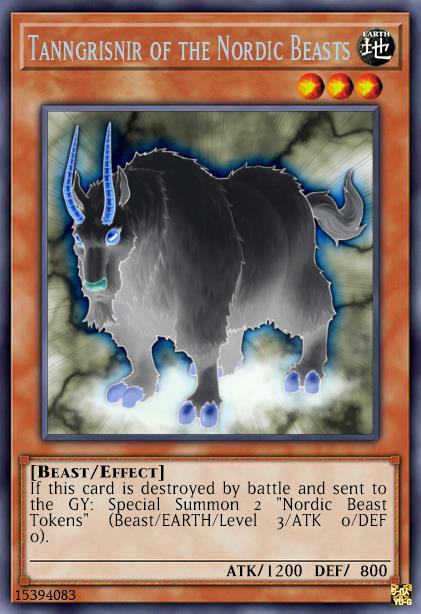 TANNGRISNIR OF THE NORDIC BEASTS
EARTH
地
[BEAST/EFFECT]
If this card is destroyed by battle and sent to
the GY: Special Summon 2 "Nordic Beast
Tokens" (Beast/EARTH/Level 3/ATK 0/DEF
0).
ATK/1200 DEF/ 800
15394083